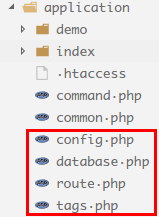 application
demo
index
.htaccess
command.php
common.php
config.php
database.php
route.php
tags.php